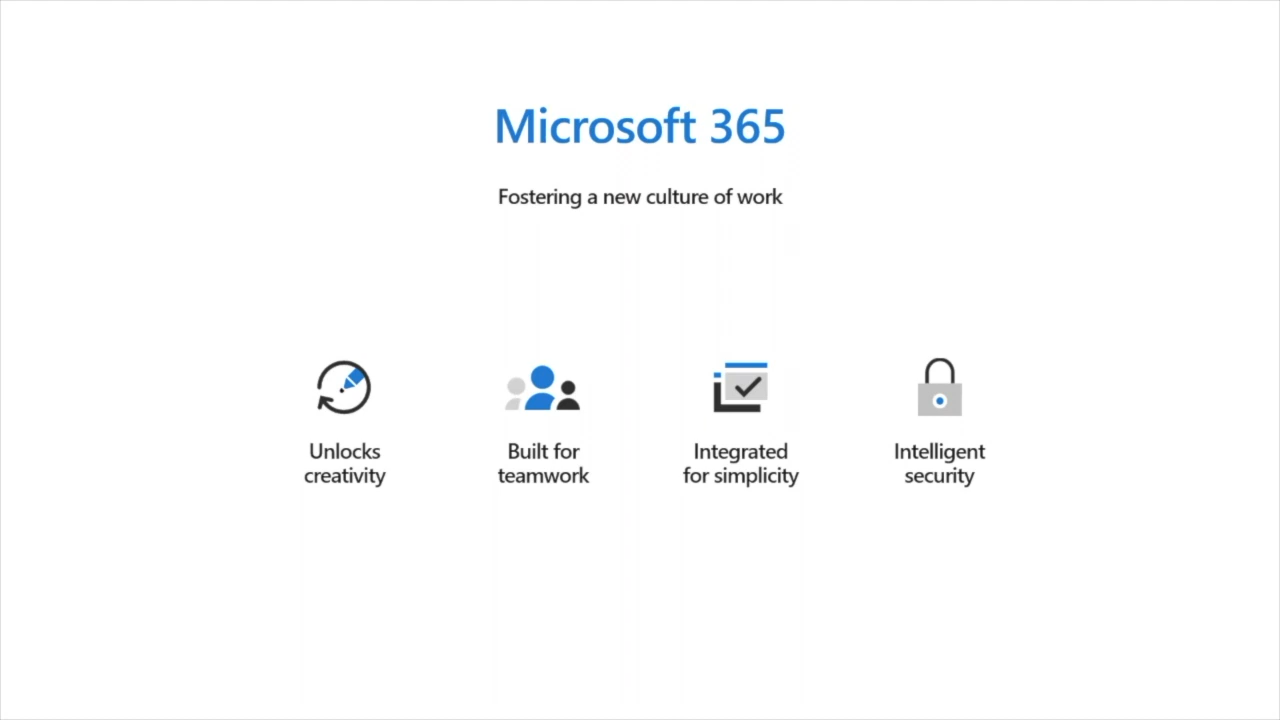 Microsoft 365
Fostering a new culture of work
Unlocks
creativity
Built for
teamwork
Integrated
for simplicity
Intelligent
security